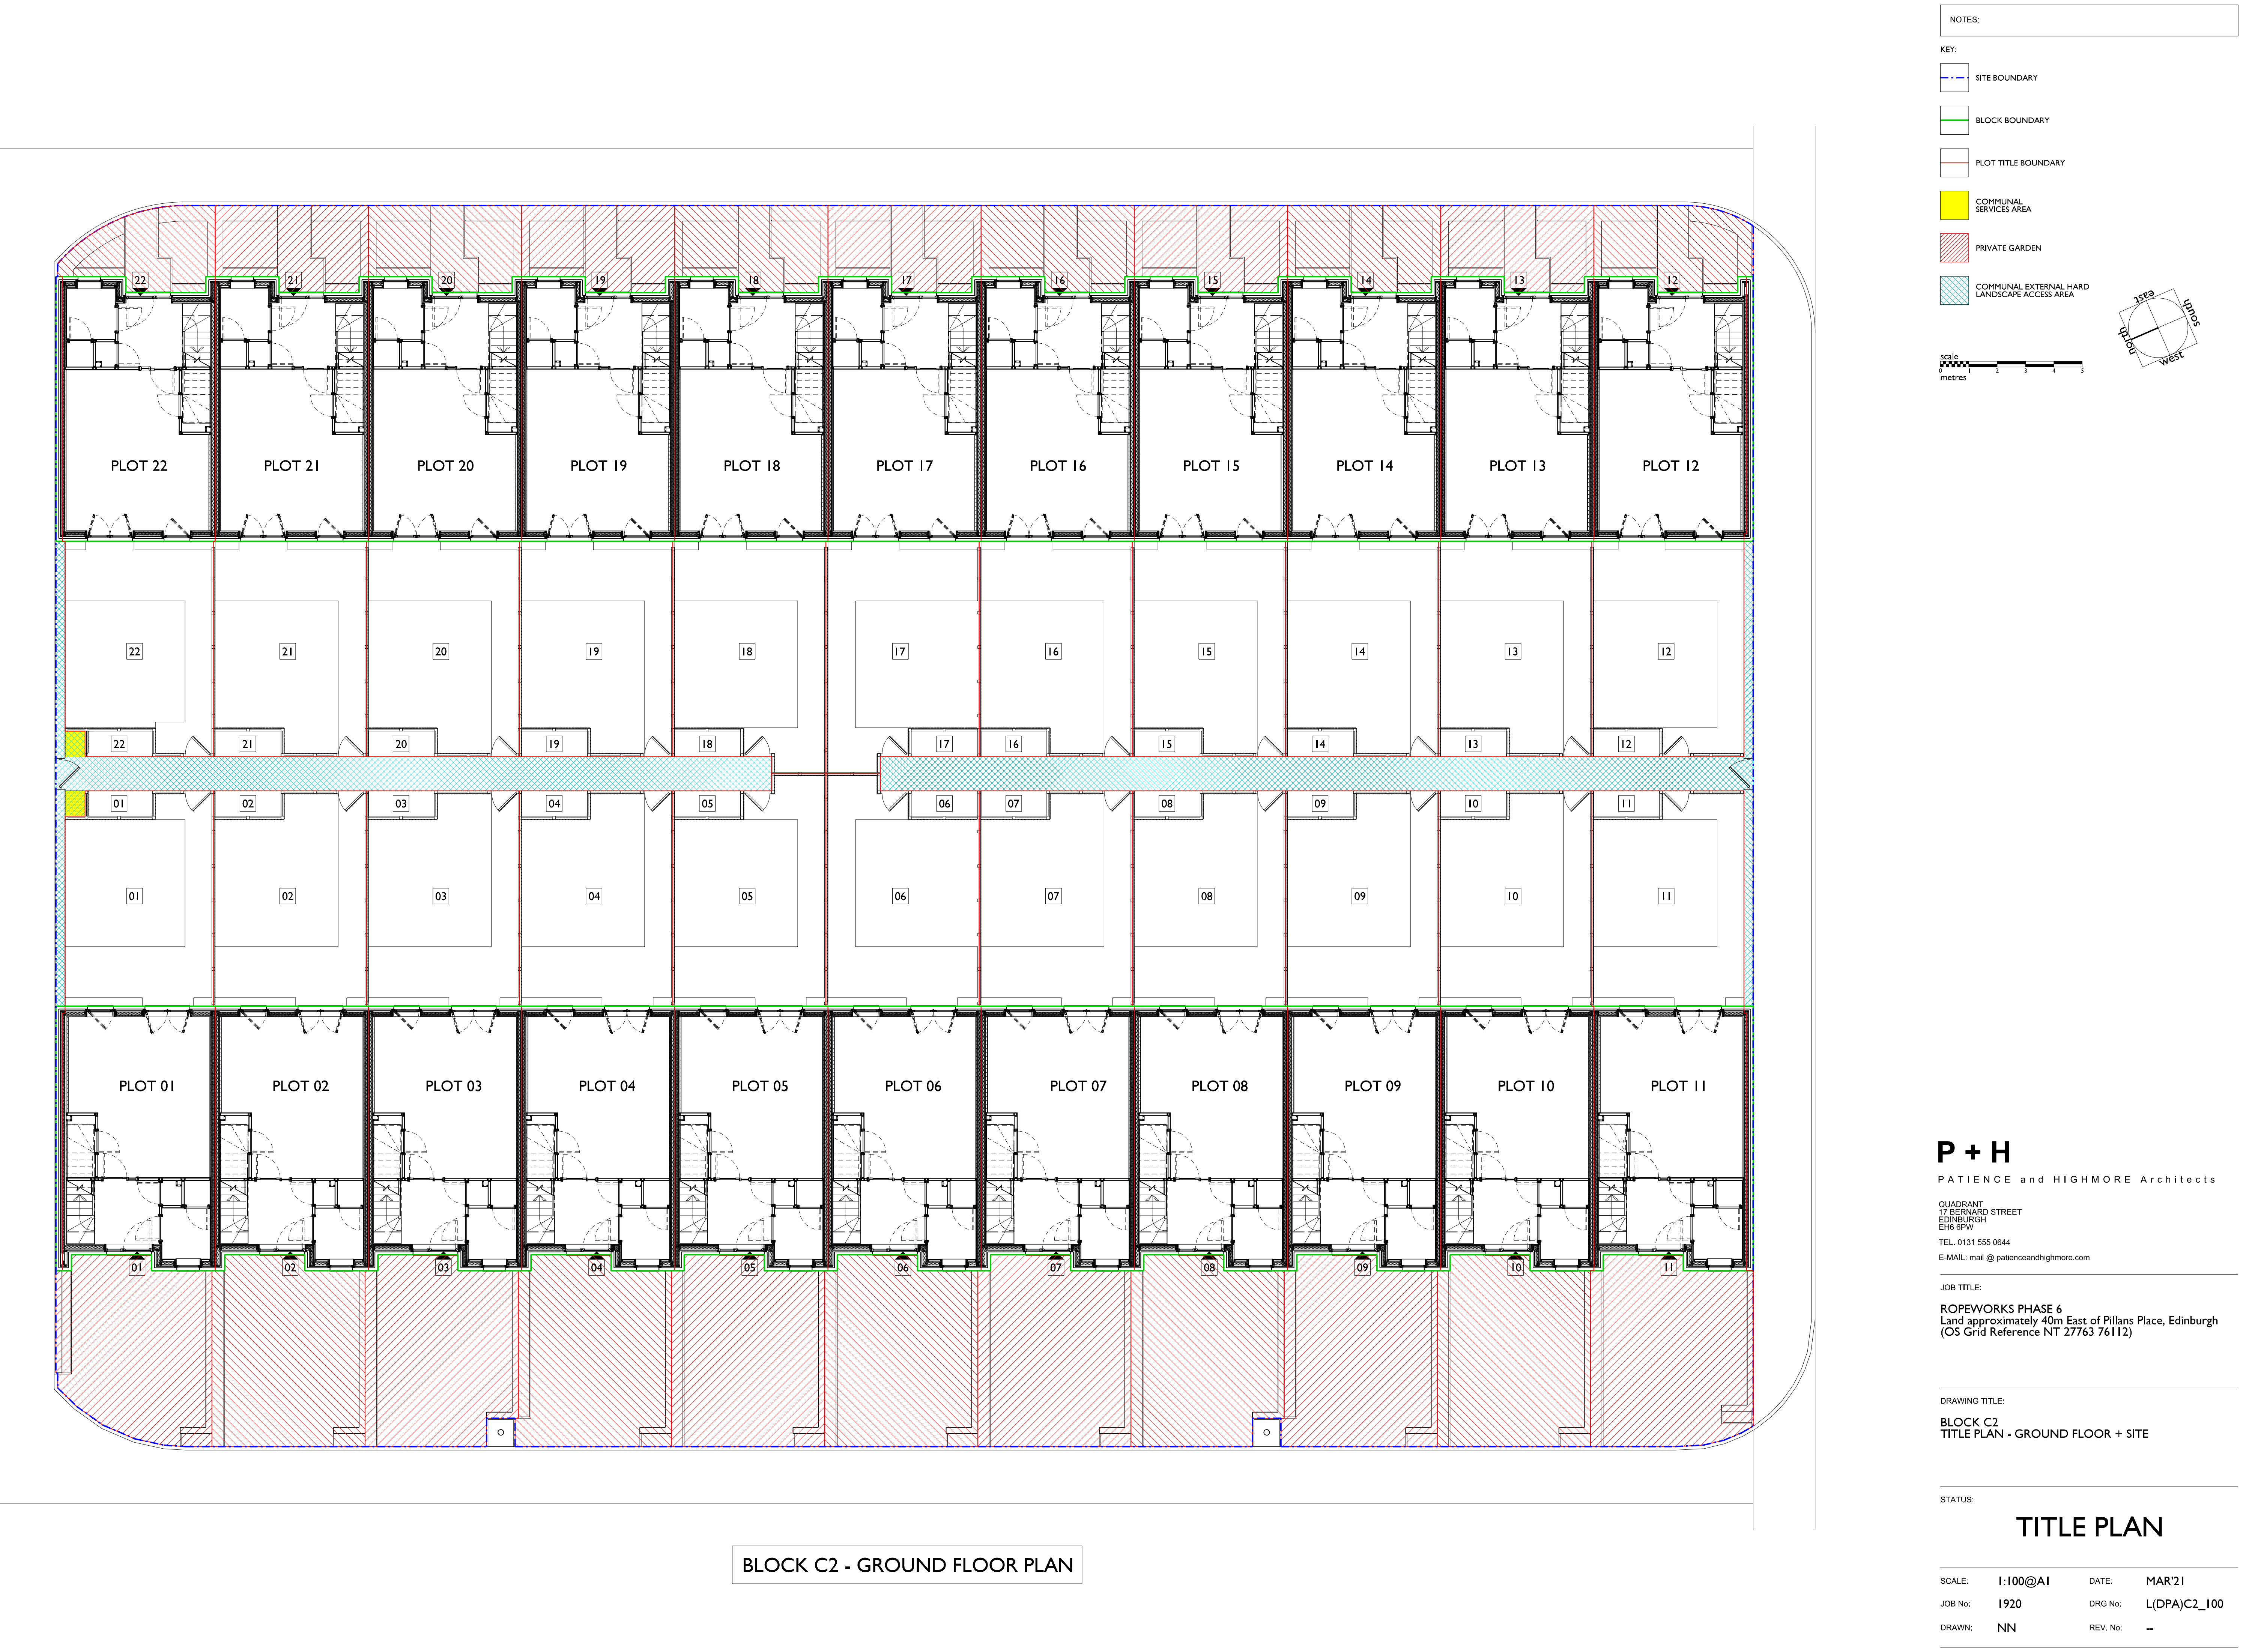 NOTES:
KEY:
SITE BOUNDARY
BLOCK BOUNDARY
PLOT TITLE BOUNDARY
COMMUNAL
SERVICES AREA
PRIVATE GARDEN
COMMUNAL EXTERNAL HARD
LANDSCAPE ACCESS AREA
east
south
north
west
scale
0 1 2 3 4 5
metres
22 21 20 19 18 17 16 15 14 13 12
PLOT 22 PLOT 21 PLOT 20 PLOT 19 PLOT 18 PLOT 17 PLOT 16 PLOT 15 PLOT 14 PLOT 13 PLOT 12
22 21 20 19 18 17 16 15 14 13 12
22 21 20 19 18 17 16 15 14 13 12
01 02 03 04 05 06 07 08 09 10 11
01 02 03 04 05 06 07 08 09 10 11
PLOT 01 PLOT 02 PLOT 03 PLOT 04 PLOT 05 PLOT 06 PLOT 07 PLOT 08 PLOT 09 PLOT 10 PLOT 11
01 02 03 04 05 06 07 08 09 10 11
BLOCK C2 - GROUND FLOOR PLAN
P + H
PATIENCE and HIGHMORE Architects
QUADRANT
17 BERNARD STREET
EDINBURGH
EH6 6PW
TEL. 0131 555 0644
E-MAIL: mail @ patienceandhighmore.com
JOB TITLE:
ROPEWORKS PHASE 6
Land approximately 40m East of Pillans Place, Edinburgh
(OS Grid Reference NT 27763 76112)
DRAWING TITLE:
BLOCK C2
TITLE PLAN - GROUND FLOOR + SITE
STATUS:
TITLE PLAN
SCALE: 1:100@A1 DATE: MAR'21
JOB No: 1920 DRG No: L(DPA)C2_100
DRAWN: NN REV. No: --